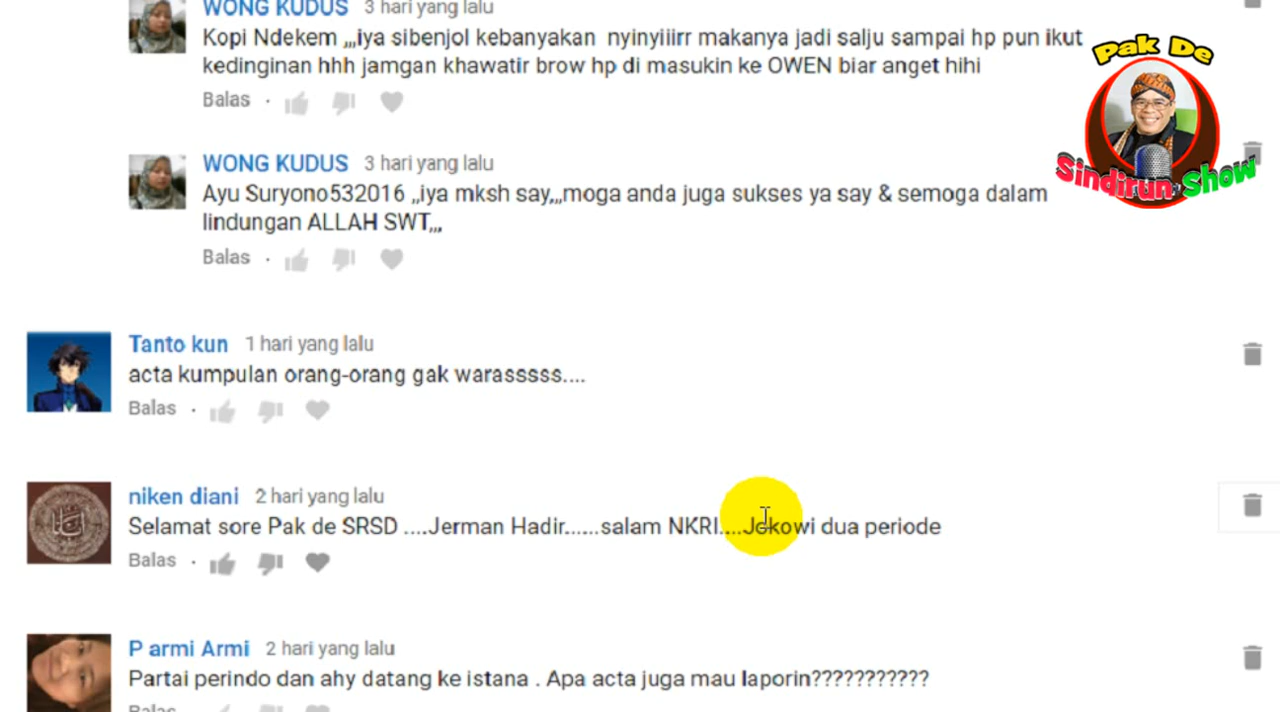 WONG KUDUS 3 hari yang lalu
Kopi Ndekem ,,,iya sibenjol kebanyakan nyinyiiirr makanya jadi salju sampai hp pun ikut
kedinginan hhh jamgan khawatir brow hp di masukin ke OWEN biar anget hihi
Balas
WONG KUDUS 3 hari yang lalu
Ayu Suryono532016 ,,iya mksh say,,,moga anda juga sukses ya say & semoga dalam
lindungan ALLAH SWT,,,
Balas
Tanto kun 1 hari yang lalu
acta kumpulan orang-orang gak warasssss....
Balas
niken diani 2 hari yang lalu
Selamat sore Pak de SRSD ....Jerman Hadir......salam NKRI....Jokowi dua periode
Balas
P armi Armi 2 hari yang lalu
Partai perindo dan ahy datang ke istana . Apa acta juga mau laporin???????????
Balas
Pak De
Sindirun Show